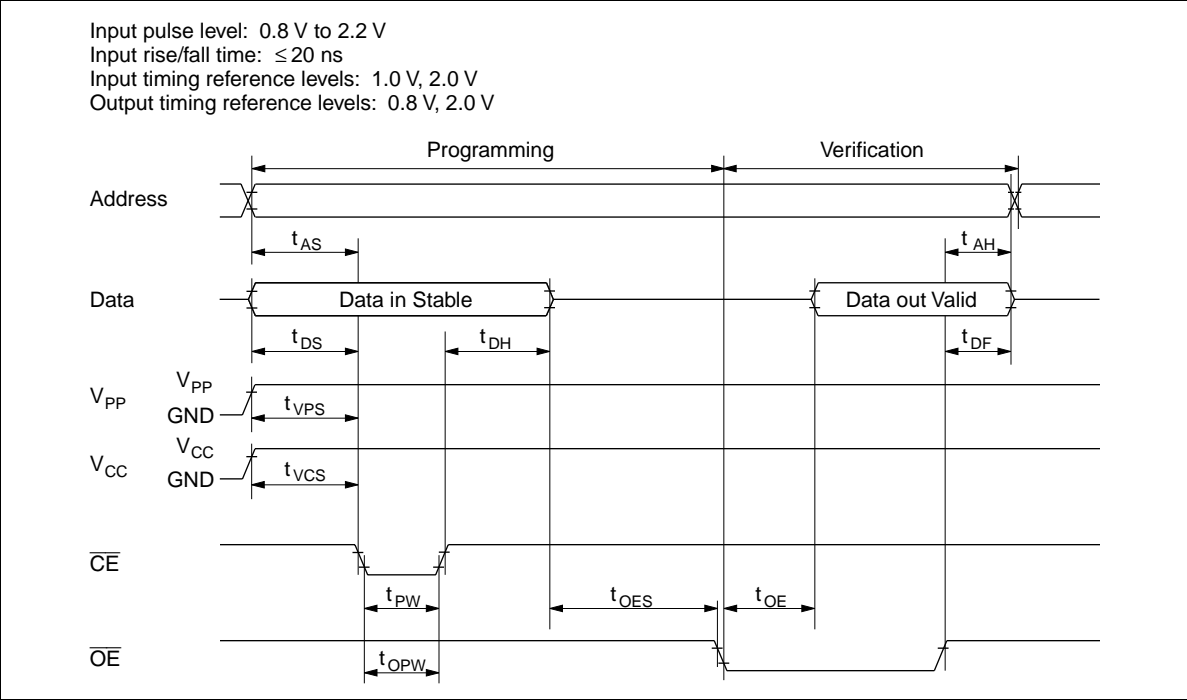 Input pulse level: 0.8 V to 2.2 V
Input rise/fall time: ≤ 20 ns
Input timing reference levels: 1.0 V, 2.0 V
Output timing reference levels: 0.8 V, 2.0 V
Programming Verification
Address
tAS tAH
Data Data in Stable Data out Valid
tDS tDH tDF
VPP VPP
GND tVPS
VCC VCC
GND tVCS
C̅E̅
tPW tOES tOE
O̅E̅ tOPW